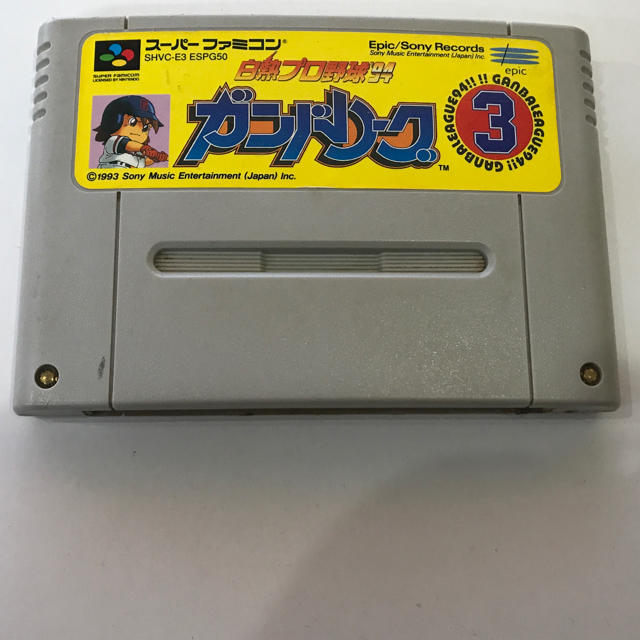 スーパーファミコン®
SHVC-E3 ESPG50
SUPER FAMICOM
LICENSED BY NINTENDO
Epic/Sony Records
Sony Music Entertainment (Japan) Inc.
epic
白熱プロ野球'94
ガンバリーグ
TM
3
GANBALEAGUE94!!
GANBALEAGUE94!!
©1993 Sony Music Entertainment (Japan) Inc.